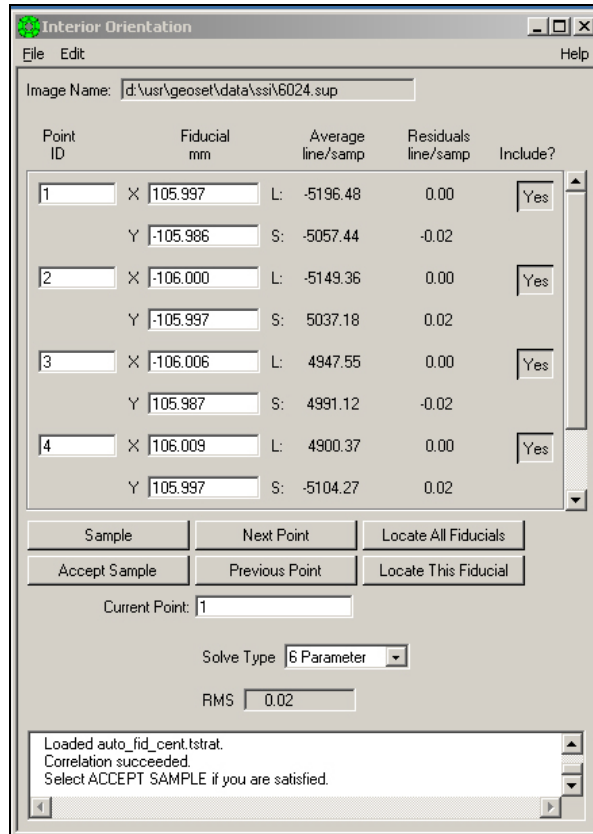 Interior Orientation
File Edit Help
Image Name: d:\usr\geoset\data\ssi\6024.sup
Point ID Fiducial mm Average line/samp Residuals line/samp Include?
1 X 105.997 L: -5196.48 0.00 Yes
Y -105.986 S: -5057.44 -0.02
2 X -106.000 L: -5149.36 0.00 Yes
Y -105.997 S: 5037.18 0.02
3 X -106.006 L: 4947.55 0.00 Yes
Y 105.987 S: 4991.12 -0.02
4 X 106.009 L: 4900.37 0.00 Yes
Y 105.997 S: -5104.27 0.02
Sample Next Point Locate All Fiducials
Accept Sample Previous Point Locate This Fiducial
Current Point: 1
Solve Type 6 Parameter
RMS 0.02
Loaded auto_fid_cent.tstrat.
Correlation succeeded.
Select ACCEPT SAMPLE if you are satisfied.